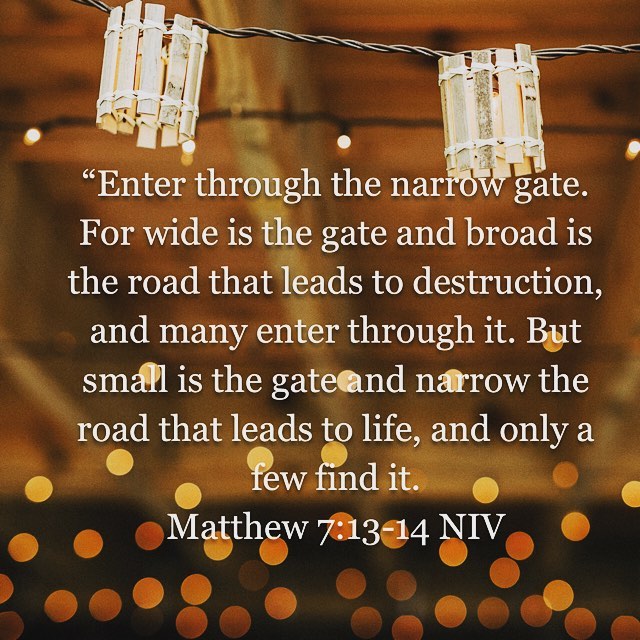 “Enter through the narrow gate.
For wide is the gate and broad is
the road that leads to destruction,
and many enter through it. But
small is the gate and narrow the
road that leads to life, and only a
few find it.
Matthew 7:13-14 NIV